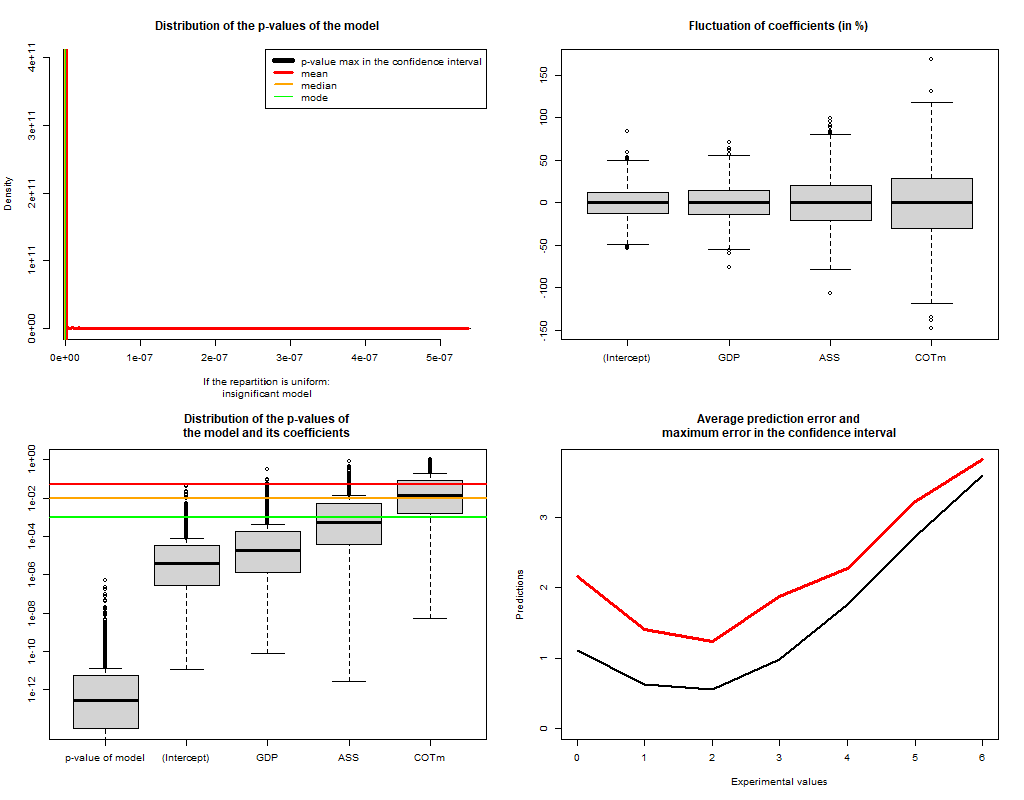 Distribution of the p-values of the model
4e+11
3e+11
2e+11
1e+11
0e+00
Density
p-value max in the confidence interval
mean
median
mode
0e+00 1e-07 2e-07 3e-07 4e-07 5e-07
If the repartition is uniform:
insignificant model
Fluctuation of coefficients (in %)
150
100
50
0
-50
-100
-150
(Intercept) GDP ASS COTm
Distribution of the p-values of
the model and its coefficients
1e+00
1e-02
1e-04
1e-06
1e-08
1e-10
1e-12
p-value of model (Intercept) GDP ASS COTm
Average prediction error and
maximum error in the confidence interval
3
2
1
0
Predictions
0 1 2 3 4 5 6
Experimental values